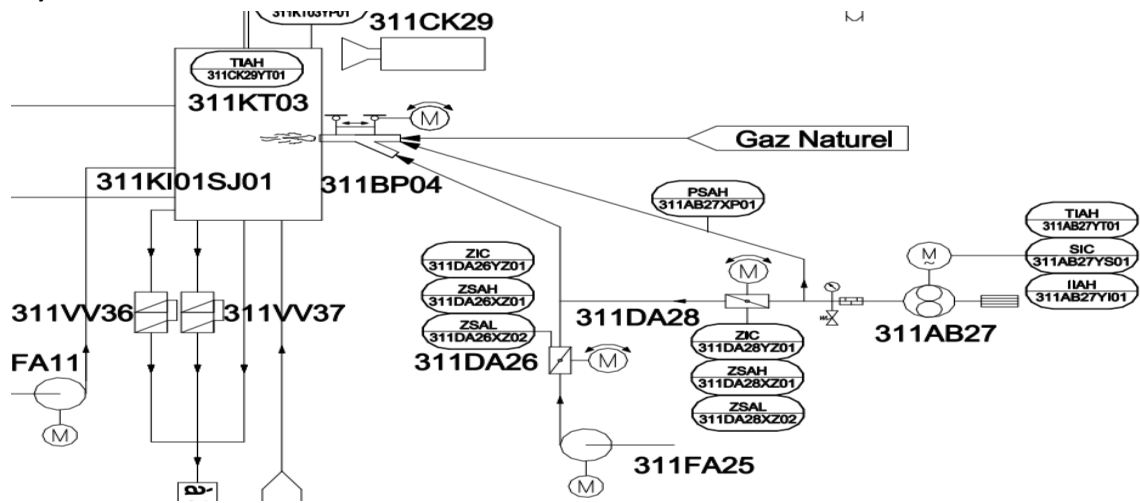 311KT03YP01
311CK29
TIAH
311CK29YT01
311KT03
M
Gaz Naturel
311KI01SJ01
311BP04
PSAH
311AB27XP01
TIAH
311AB27YT01
M
~
SIC
311AB27YS01
IIAH
311AB27YI01
311AB27
ZIC
311DA26YZ01
ZSAH
311DA26XZ01
ZSAL
311DA26XZ02
311DA26
M
M
311DA28
ZIC
311DA28YZ01
ZSAH
311DA28XZ01
ZSAL
311DA28XZ02
311VV36
311VV37
FA11
M
311FA25
M